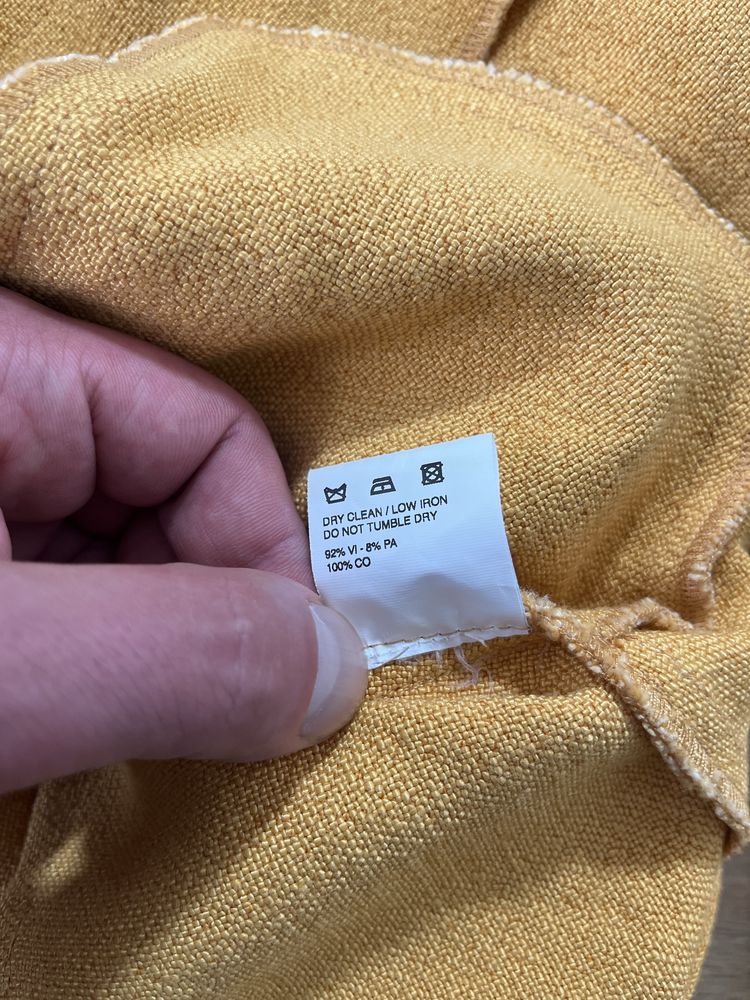 DRY CLEAN / LOW IRON
DO NOT TUMBLE DRY
92% VI - 8% PA
100% CO